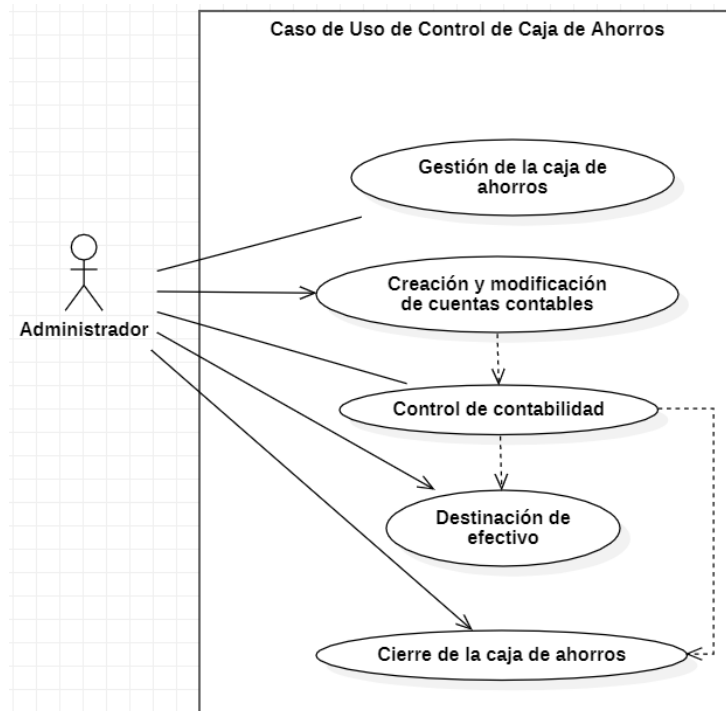 Caso de Uso de Control de Caja de Ahorros
Gestión de la caja de
ahorros
Creación y modificación
de cuentas contables
Administrador
Control de contabilidad
Destinación de
efectivo
Cierre de la caja de ahorros